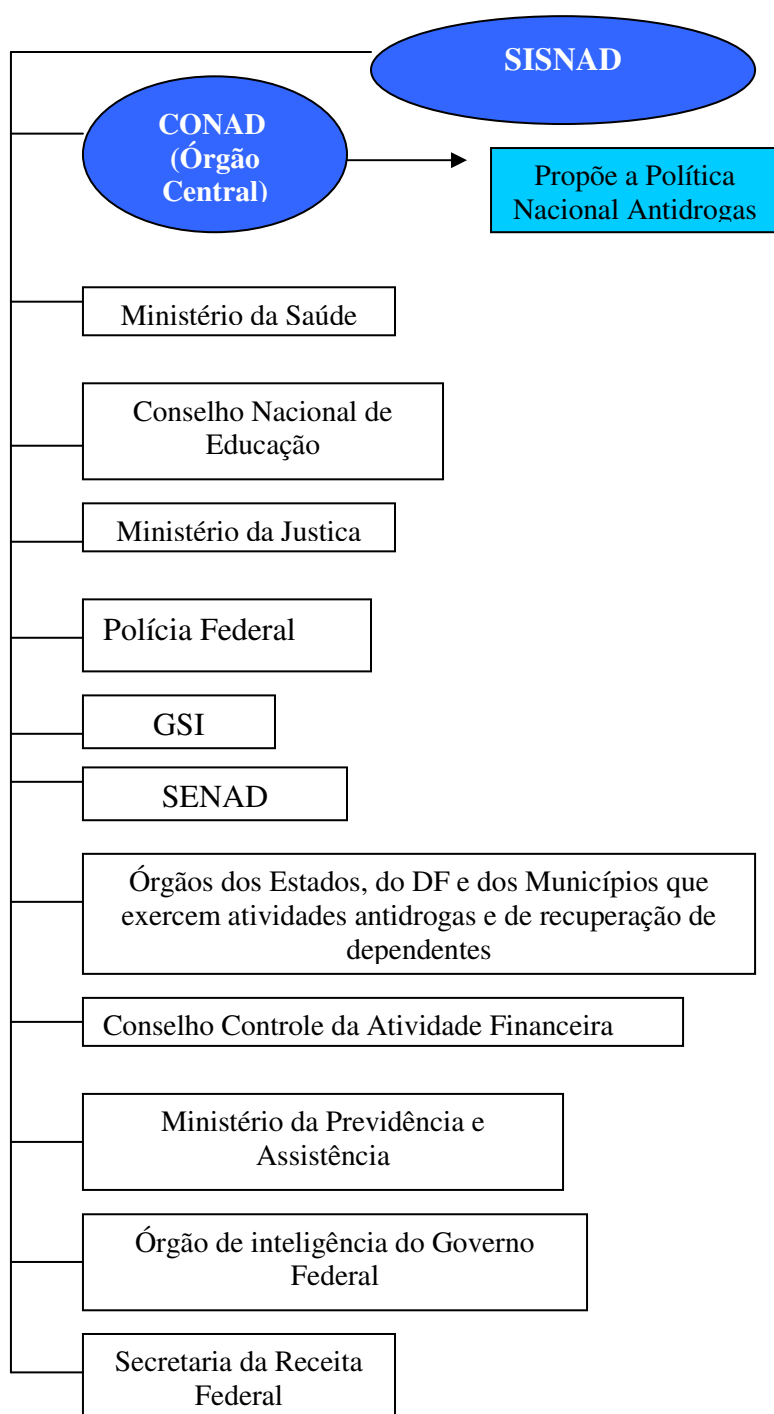 SISNAD
CONAD
(Órgão
Central)
Propõe a Política
Nacional Antidrogas
Ministério da Saúde
Conselho Nacional de
Educação
Ministério da Justica
Polícia Federal
GSI
SENAD
Órgãos dos Estados, do DF e dos Municípios que
exercem atividades antidrogas e de recuperação de
dependentes
Conselho Controle da Atividade Financeira
Ministério da Previdência e
Assistência
Órgão de inteligência do Governo
Federal
Secretaria da Receita
Federal